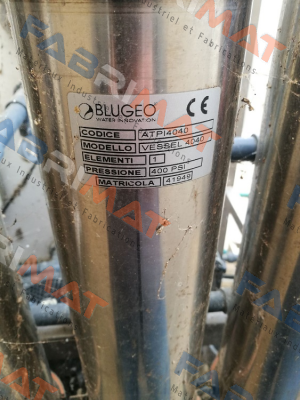 BLUGEO CE
WATER INNOVATION
CODICE ATPI4040
MODELLO VESSEL 4040
ELEMENTI 1
PRESSIONE 400 PSI
MATRICOLA 41949
FABRIMAT